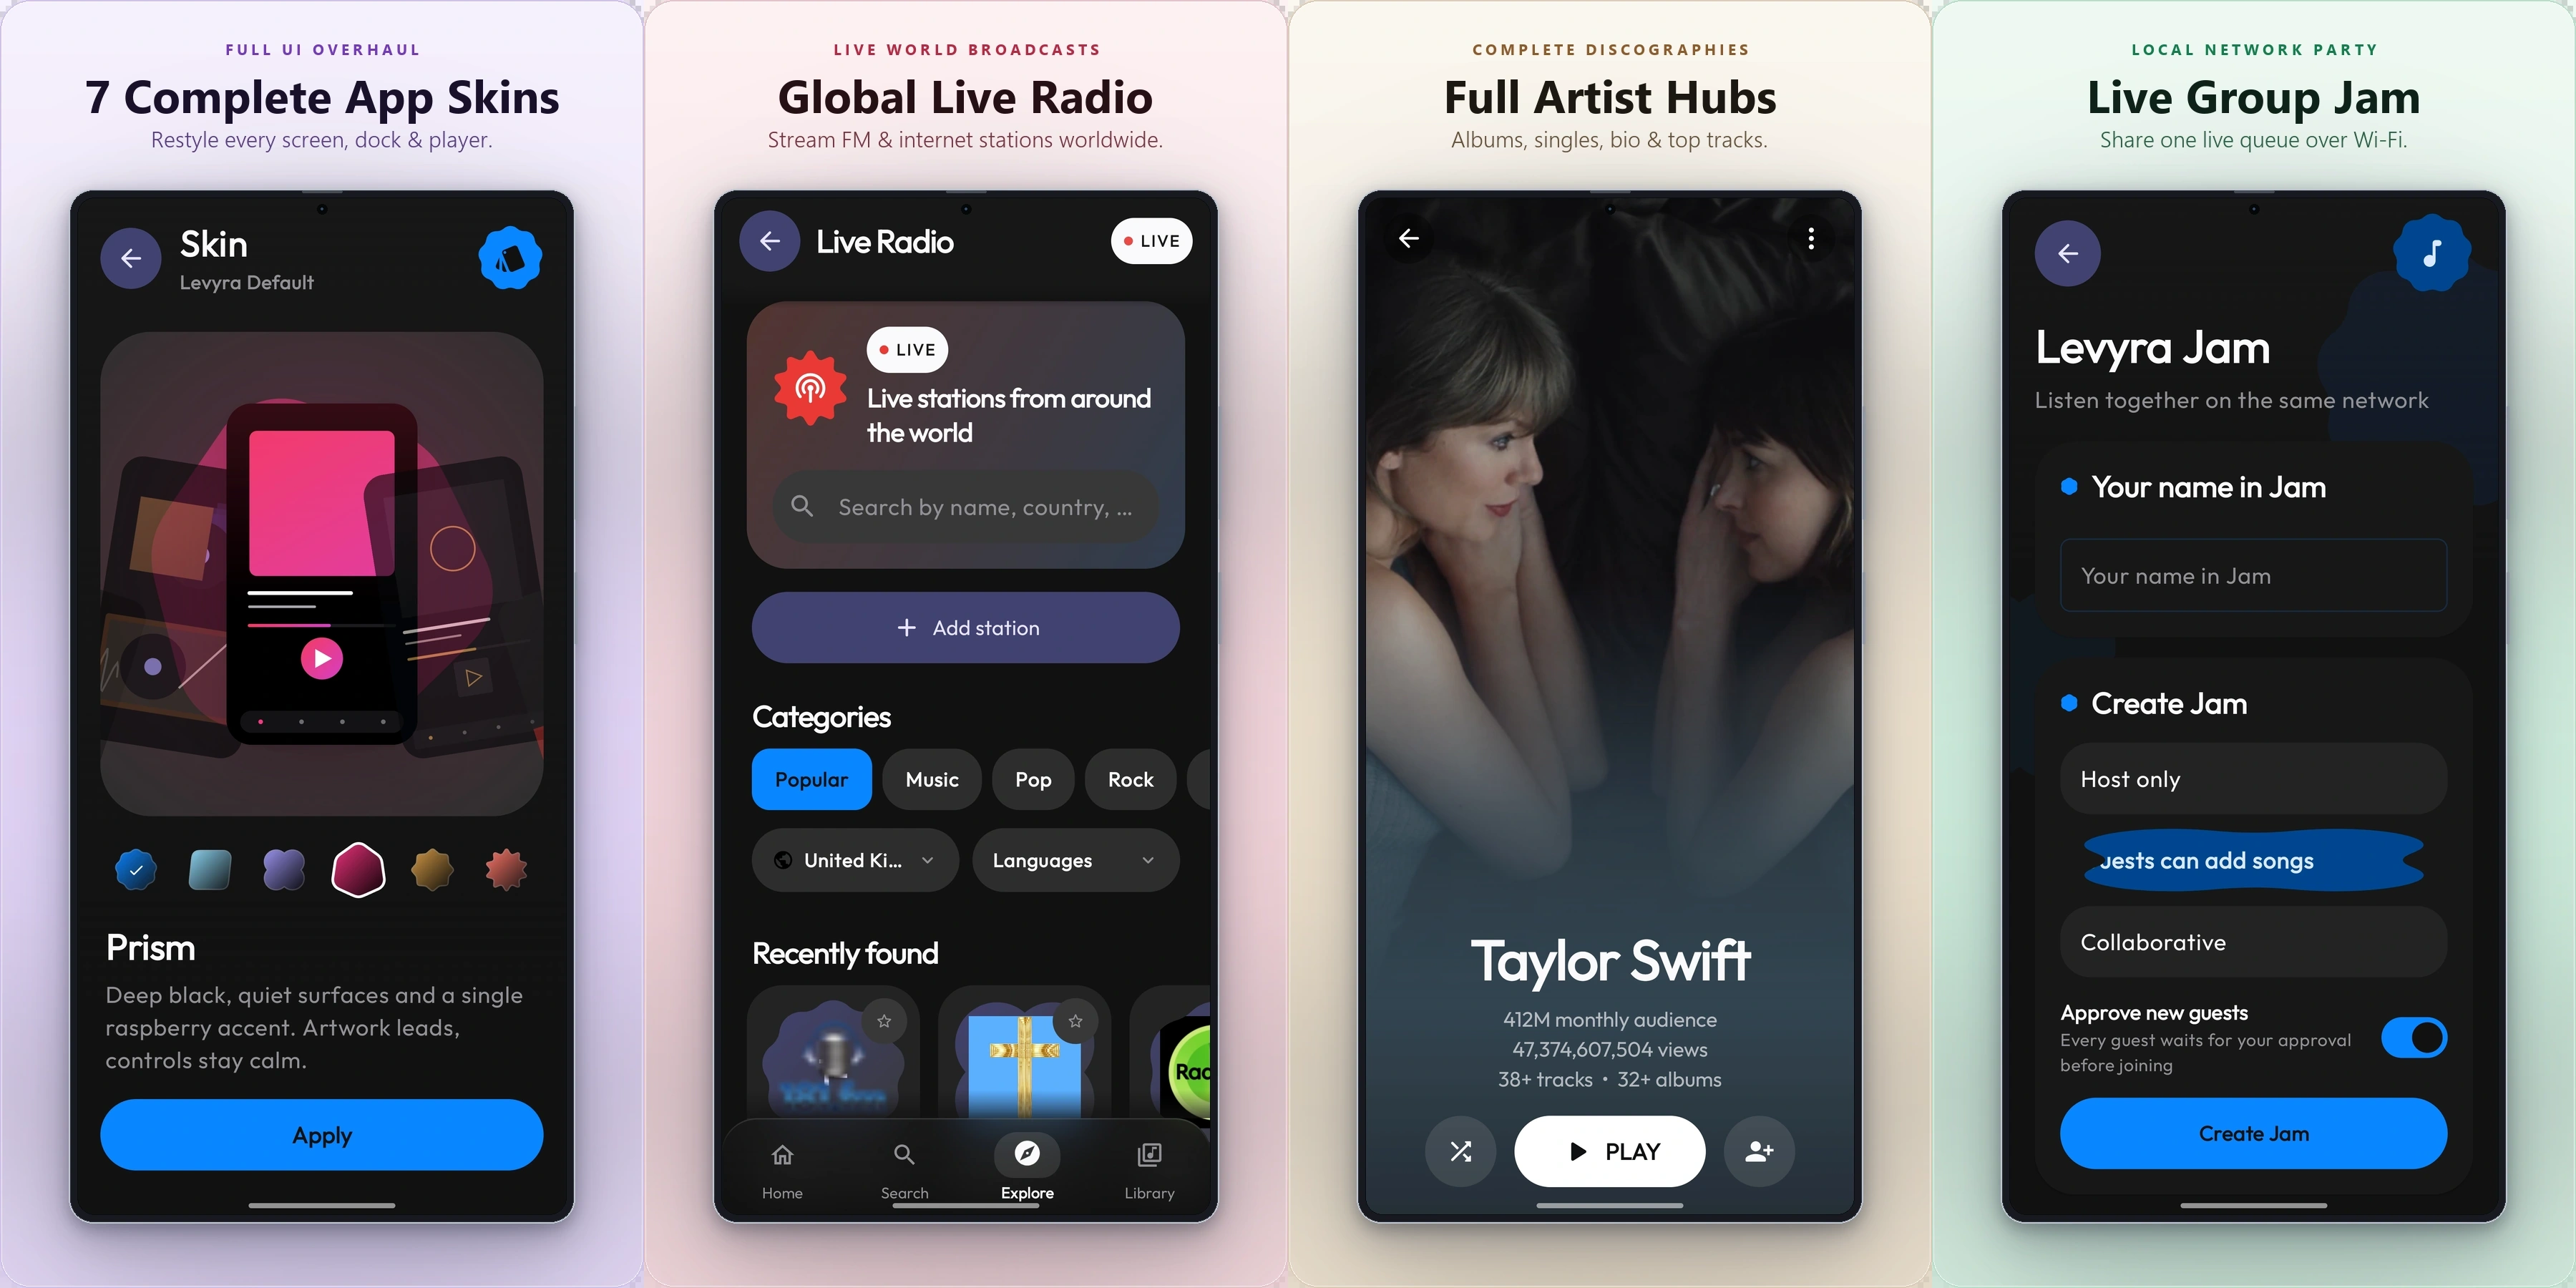 FULL UI OVERHAUL
7 Complete App Skins
Restyle every screen, dock & player.
Skin
Levyra Default
Prism
Deep black, quiet surfaces and a single
raspberry accent. Artwork leads,
controls stay calm.
Apply
LIVE WORLD BROADCASTS
Global Live Radio
Stream FM & internet stations worldwide.
Live Radio
LIVE
LIVE
Live stations from around
the world
Search by name, country, ...
+ Add station
Categories
Popular Music Pop Rock
United Ki... Languages
Recently found
Rad
Home Search Explore Library
COMPLETE DISCOGRAPHIES
Full Artist Hubs
Albums, singles, bio & top tracks.
Taylor Swift
412M monthly audience
47,374,607,504 views
38+ tracks • 32+ albums
PLAY
LOCAL NETWORK PARTY
Live Group Jam
Share one live queue over Wi-Fi.
Levyra Jam
Listen together on the same network
Your name in Jam
Your name in Jam
Create Jam
Host only
uests can add songs
Collaborative
Approve new guests
Every guest waits for your approval
before joining
Create Jam